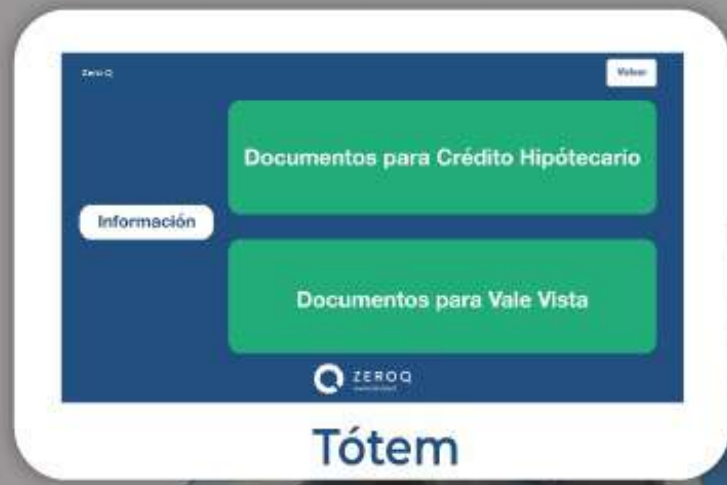 Zero Q
Volver
Documentos para Crédito Hipótecario
Información
Documentos para Vale Vista
ZEROQ
Tótem